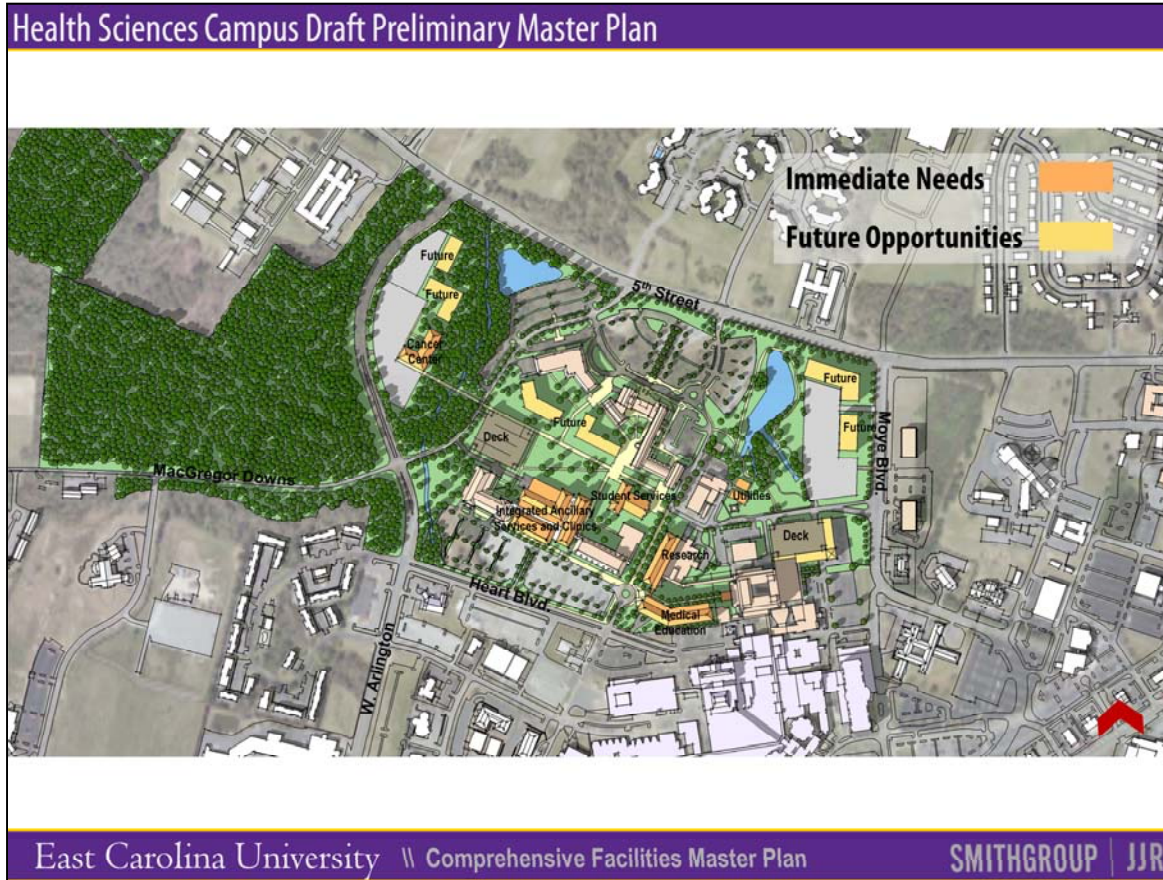 Health Sciences Campus Draft Preliminary Master Plan
Immediate Needs
Future Opportunities
Future
Future
Cancer
Center
5th Street
Future
Future
Moye Blvd.
Future
Deck
MacGregor Downs
Student Services
Utilities
Integrated Ancillary
Services and Clinics
Deck
Research
Heart Blvd.
Medical
Education
W. Arlington
East Carolina University \\ Comprehensive Facilities Master Plan
SMITHGROUP | JJR